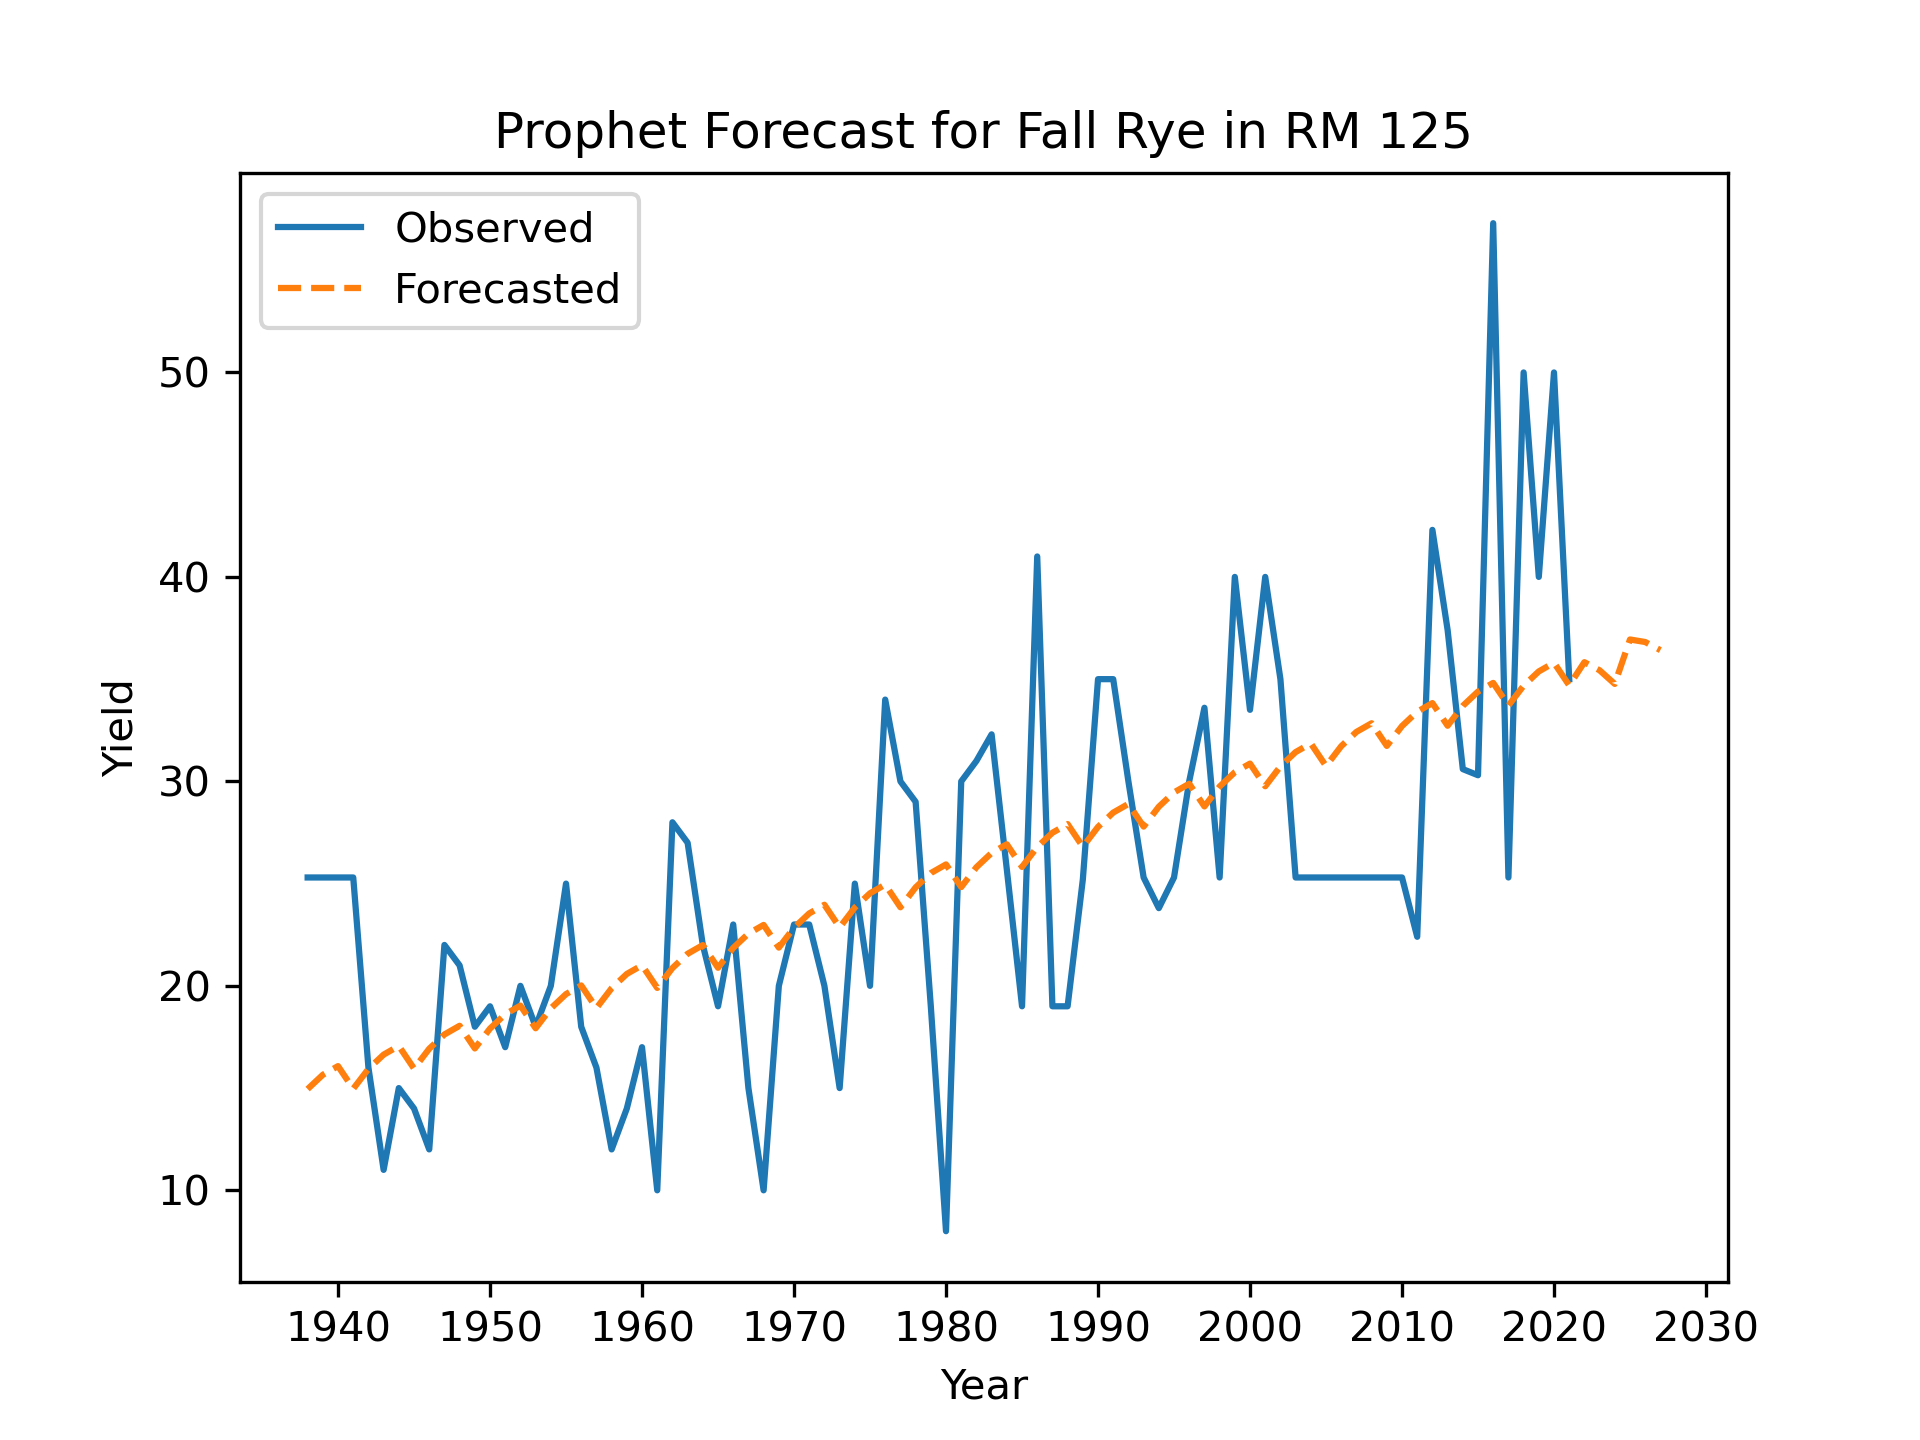 Prophet Forecast for Fall Rye in RM 125
Observed
Forecasted
50
40
30
20
10
Yield
1940 1950 1960 1970 1980 1990 2000 2010 2020 2030
Year